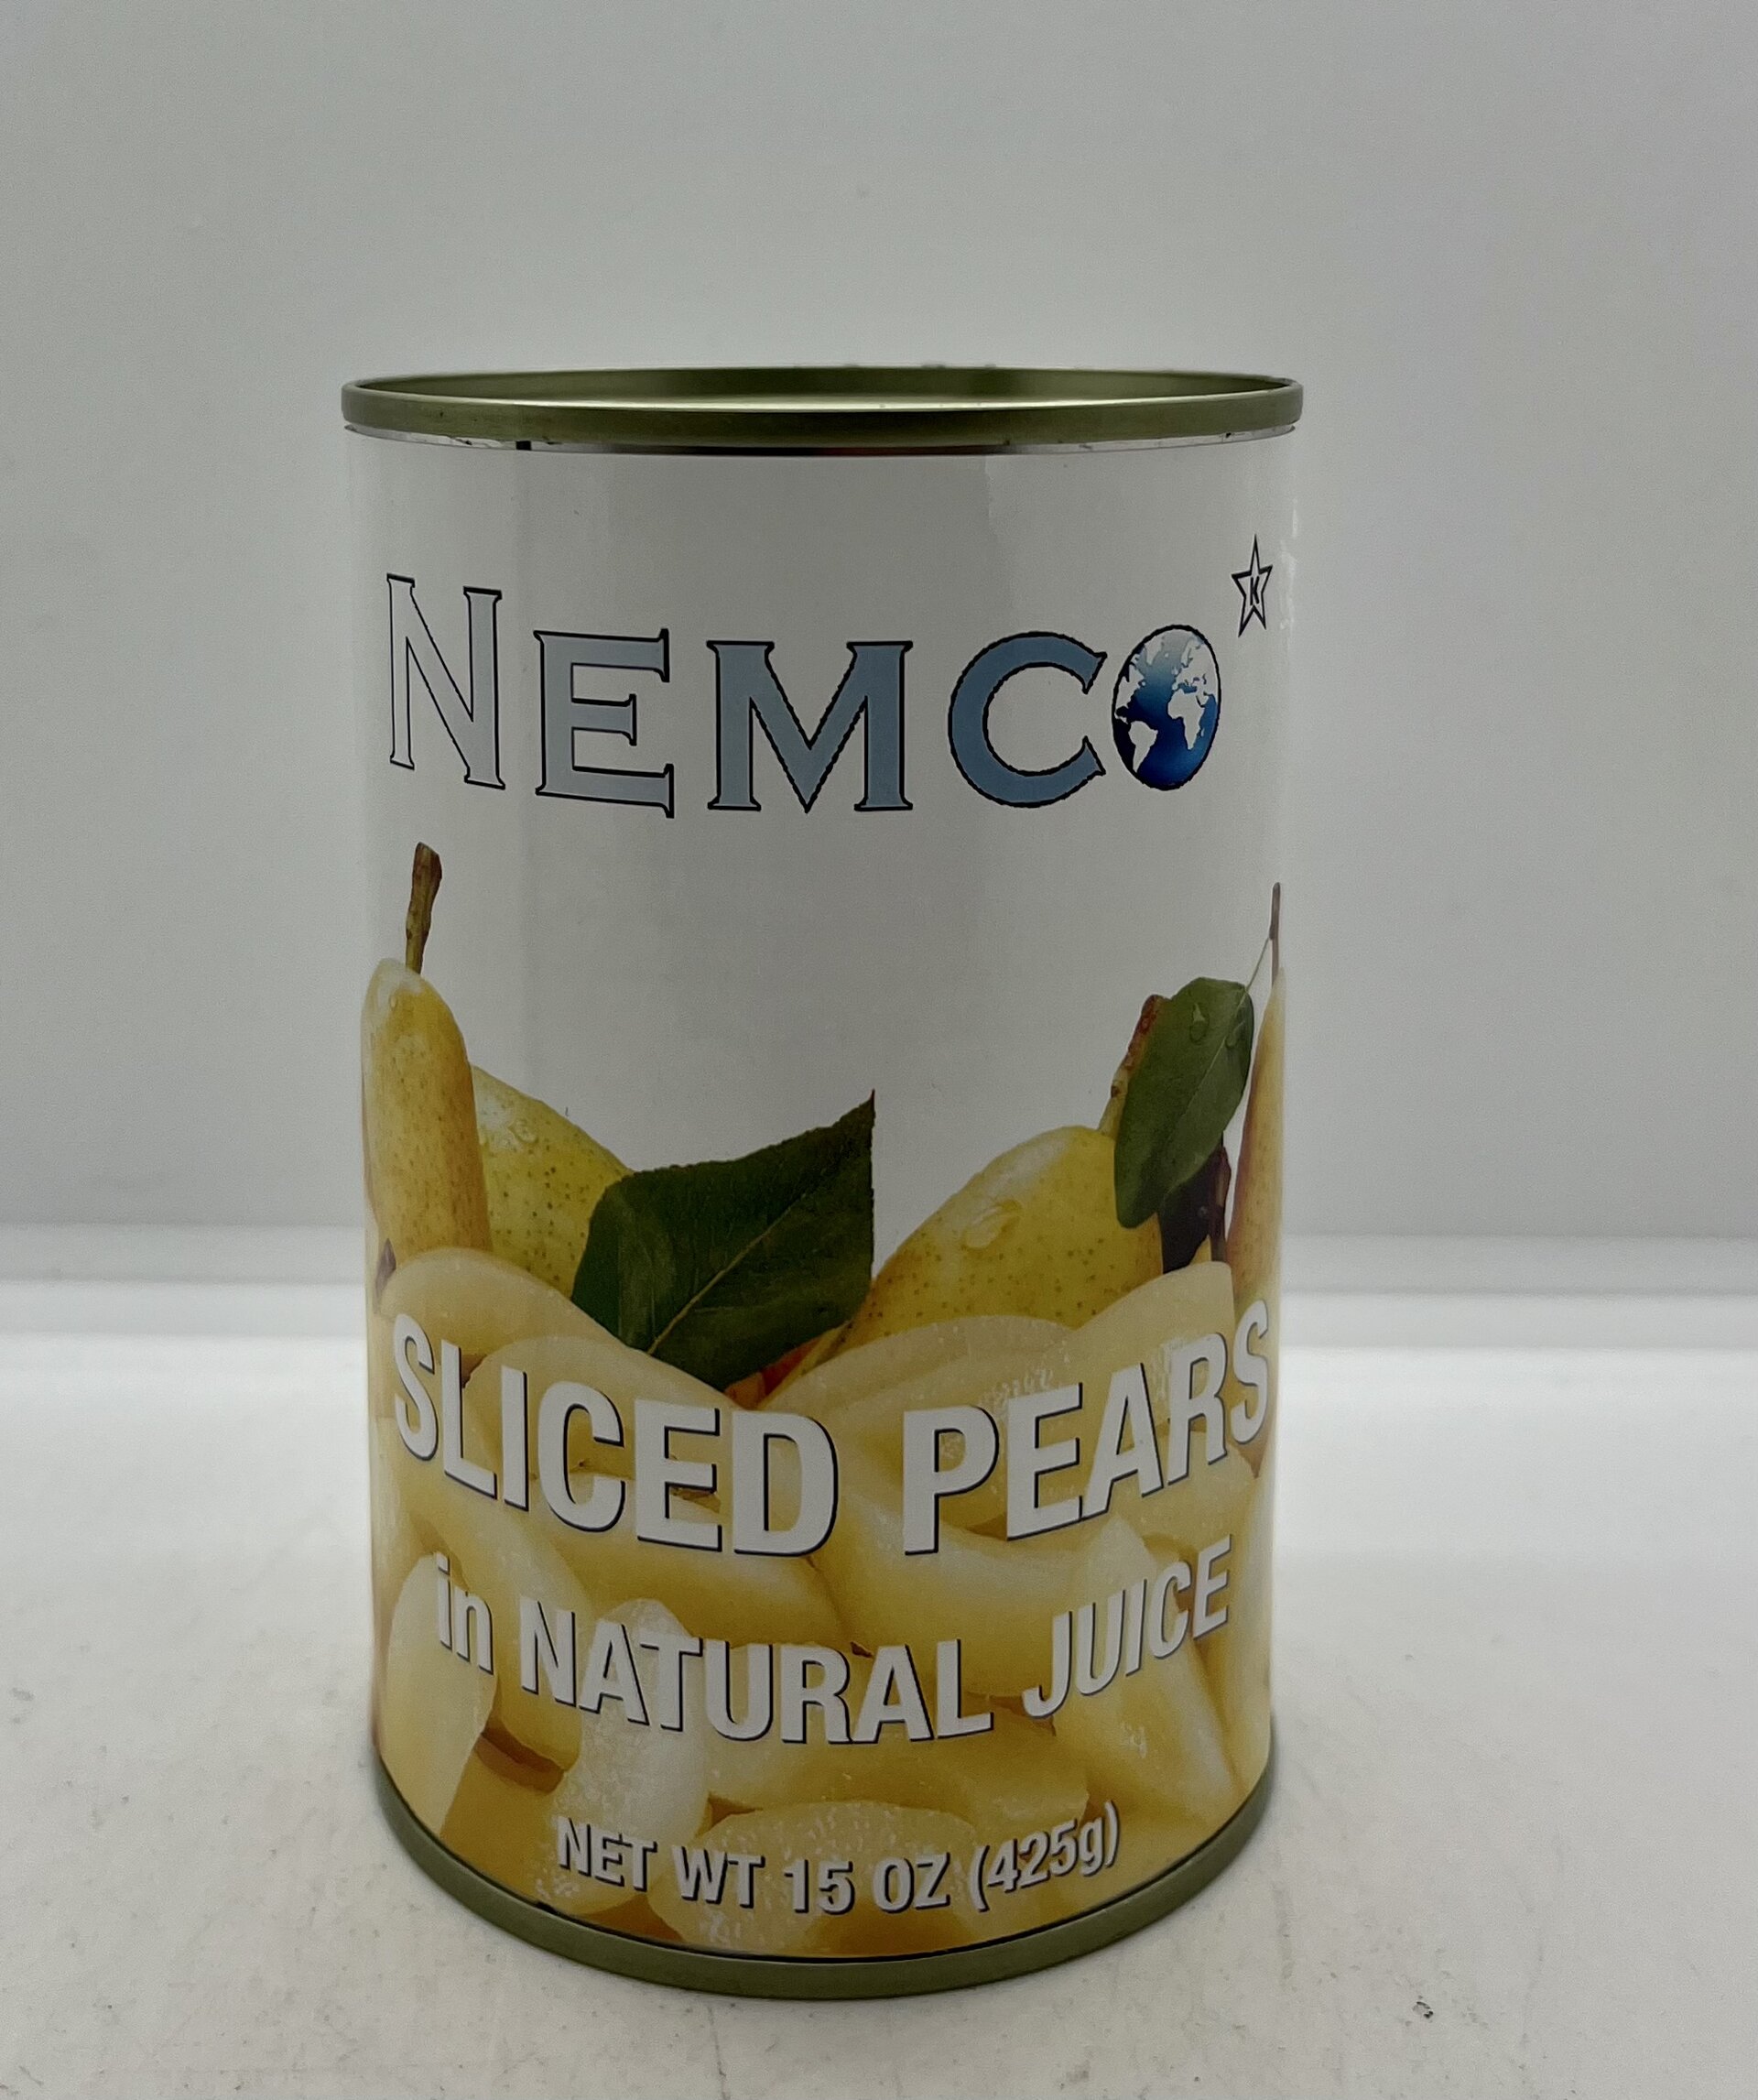 K
NEMCO
SLICED PEARS
in NATURAL JUICE
NET WT 15 OZ (425g)